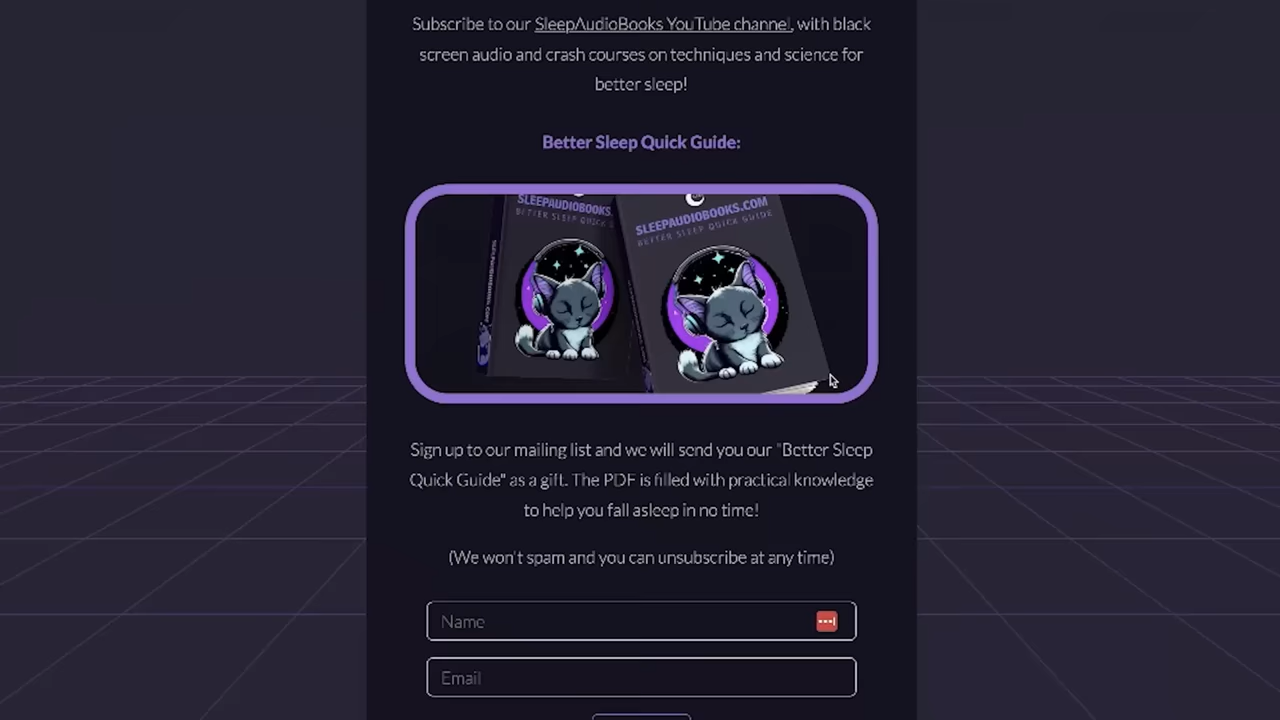 Subscribe to our SleepAudioBooks YouTube channel, with black
screen audio and crash courses on techniques and science for
better sleep!
Better Sleep Quick Guide:
SLEEPAUDIOBOOKS.
BETTER SLEEP QUICK
SLEEPAUDIOBOOKS.COM
BETTER SLEEP QUICK GUIDE
Sign up to our mailing list and we will send you our "Better Sleep
Quick Guide" as a gift. The PDF is filled with practical knowledge
to help you fall asleep in no time!
(We won't spam and you can unsubscribe at any time)
Name
Email